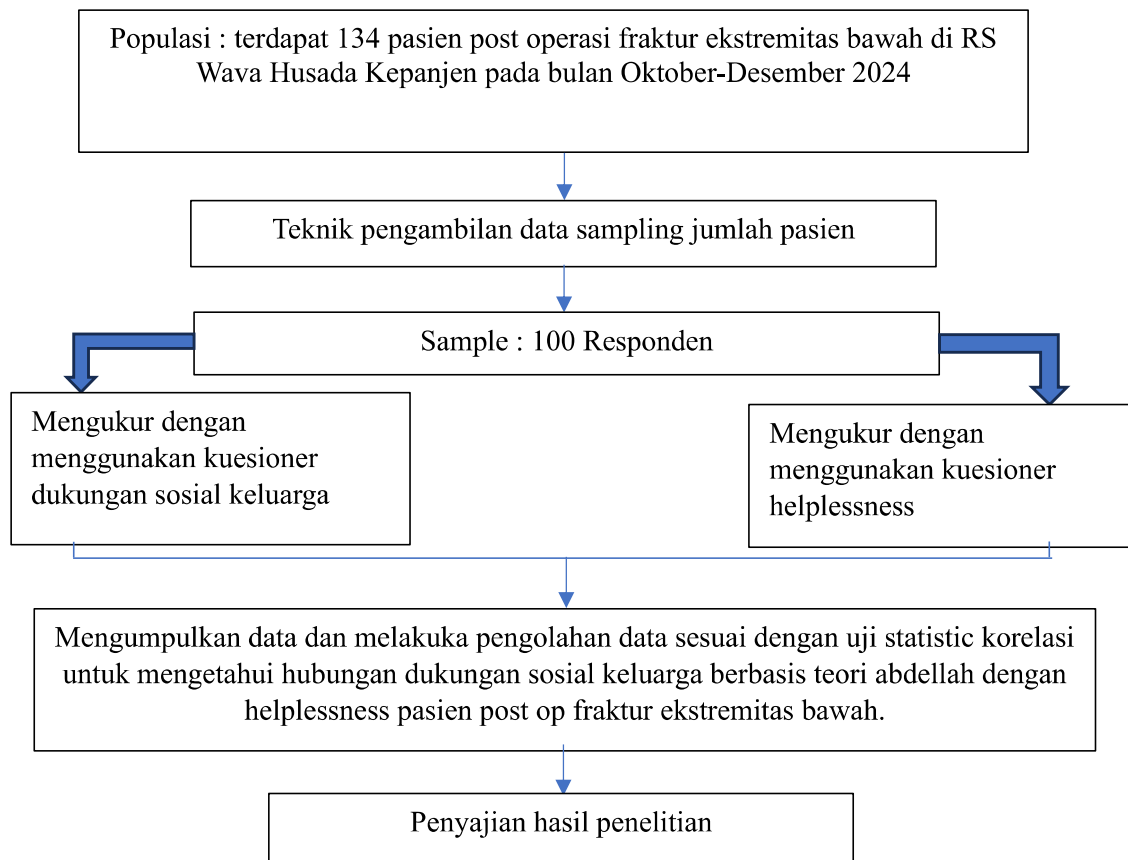 Populasi : terdapat 134 pasien post operasi fraktur ekstremitas bawah di RS
Wava Husada Kepanjen pada bulan Oktober-Desember 2024
Teknik pengambilan data sampling jumlah pasien
Sample : 100 Responden
Mengukur dengan
menggunakan kuesioner
dukungan sosial keluarga
Mengukur dengan
menggunakan kuesioner
helplessness
Mengumpulkan data dan melakuka pengolahan data sesuai dengan uji statistic korelasi
untuk mengetahui hubungan dukungan sosial keluarga berbasis teori abdellah dengan
helplessness pasien post op fraktur ekstremitas bawah.
Penyajian hasil penelitian